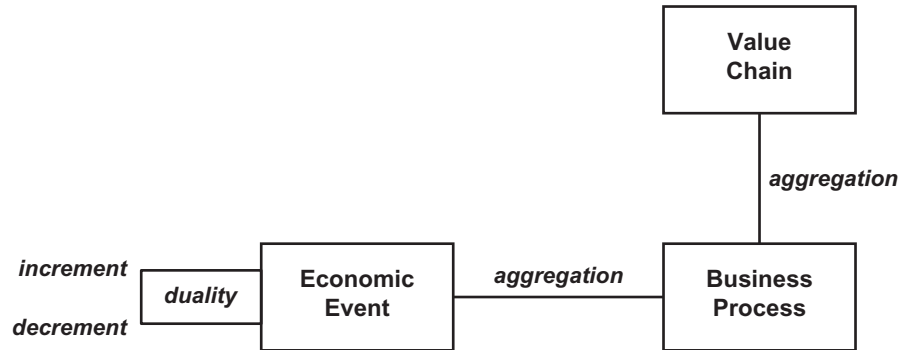 Value
Chain
aggregation
increment
decrement
duality
Economic
Event
aggregation
Business
Process